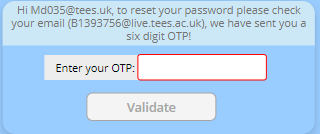 Hi Md035@tees.uk, to reset your password please check
your email (B1393756@live.tees.ac.uk), we have sent you a
six digit OTP!
Enter your OTP:
Validate